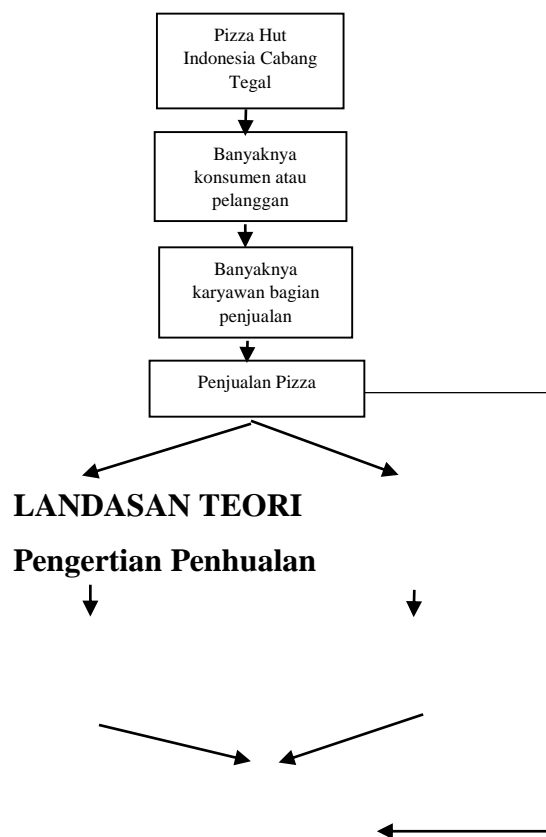 Pizza Hut
Indonesia Cabang
Tegal
Banyaknya
konsumen atau
pelanggan
Banyaknya
karyawan bagian
penjualan
Penjualan Pizza
LANDASAN TEORI
Pengertian Penhualan